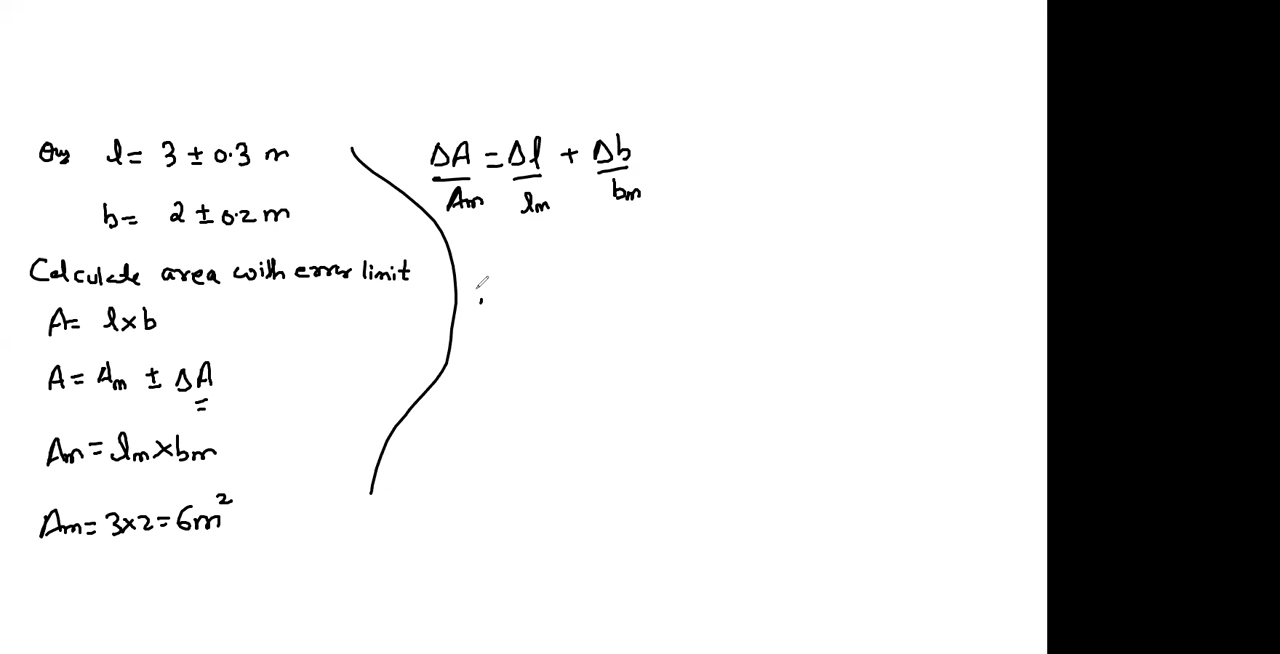 Ques l = 3 ± 0.3 m
b = 2 ± 0.2 m
Calculate area with error limit
A = l × b
A = Am ± ΔA
Am = lm × bm
Am = 3×2 = 6m²
ΔA/Am = Δl/lm + Δb/bm